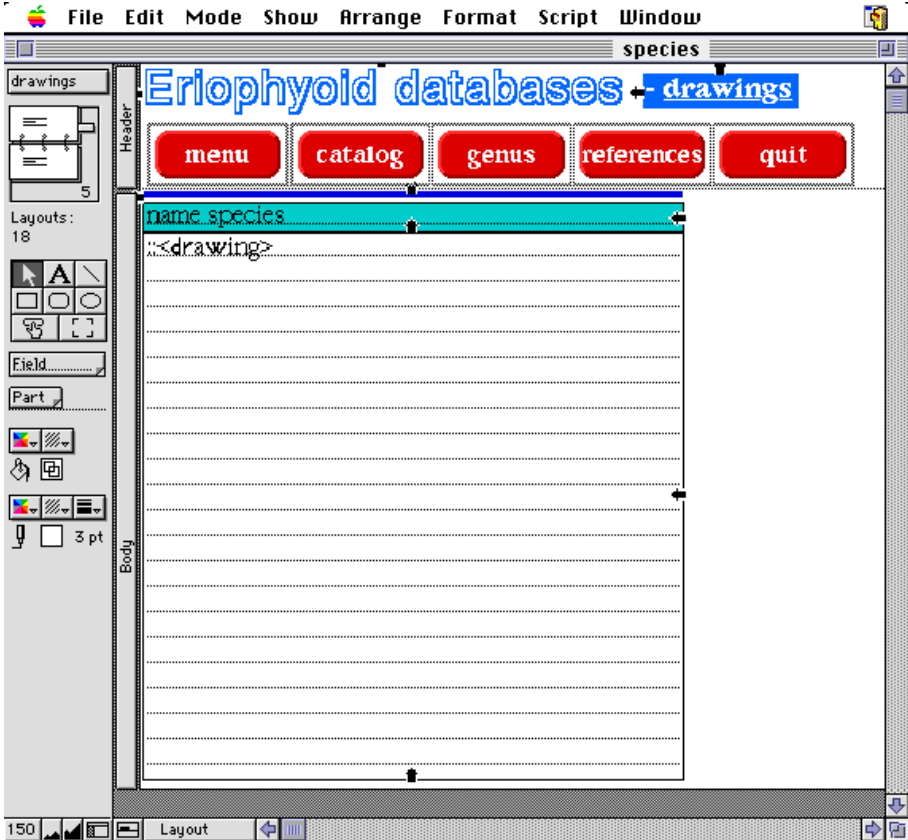 File Edit Mode Show Arrange Format Script Window
species
drawings
Eriophyoid databases - drawings
Header
menu catalog genus references quit
5
Layouts:
18
name species
::<drawing>
A
Field
Part
3 pt
Body
150 Layout